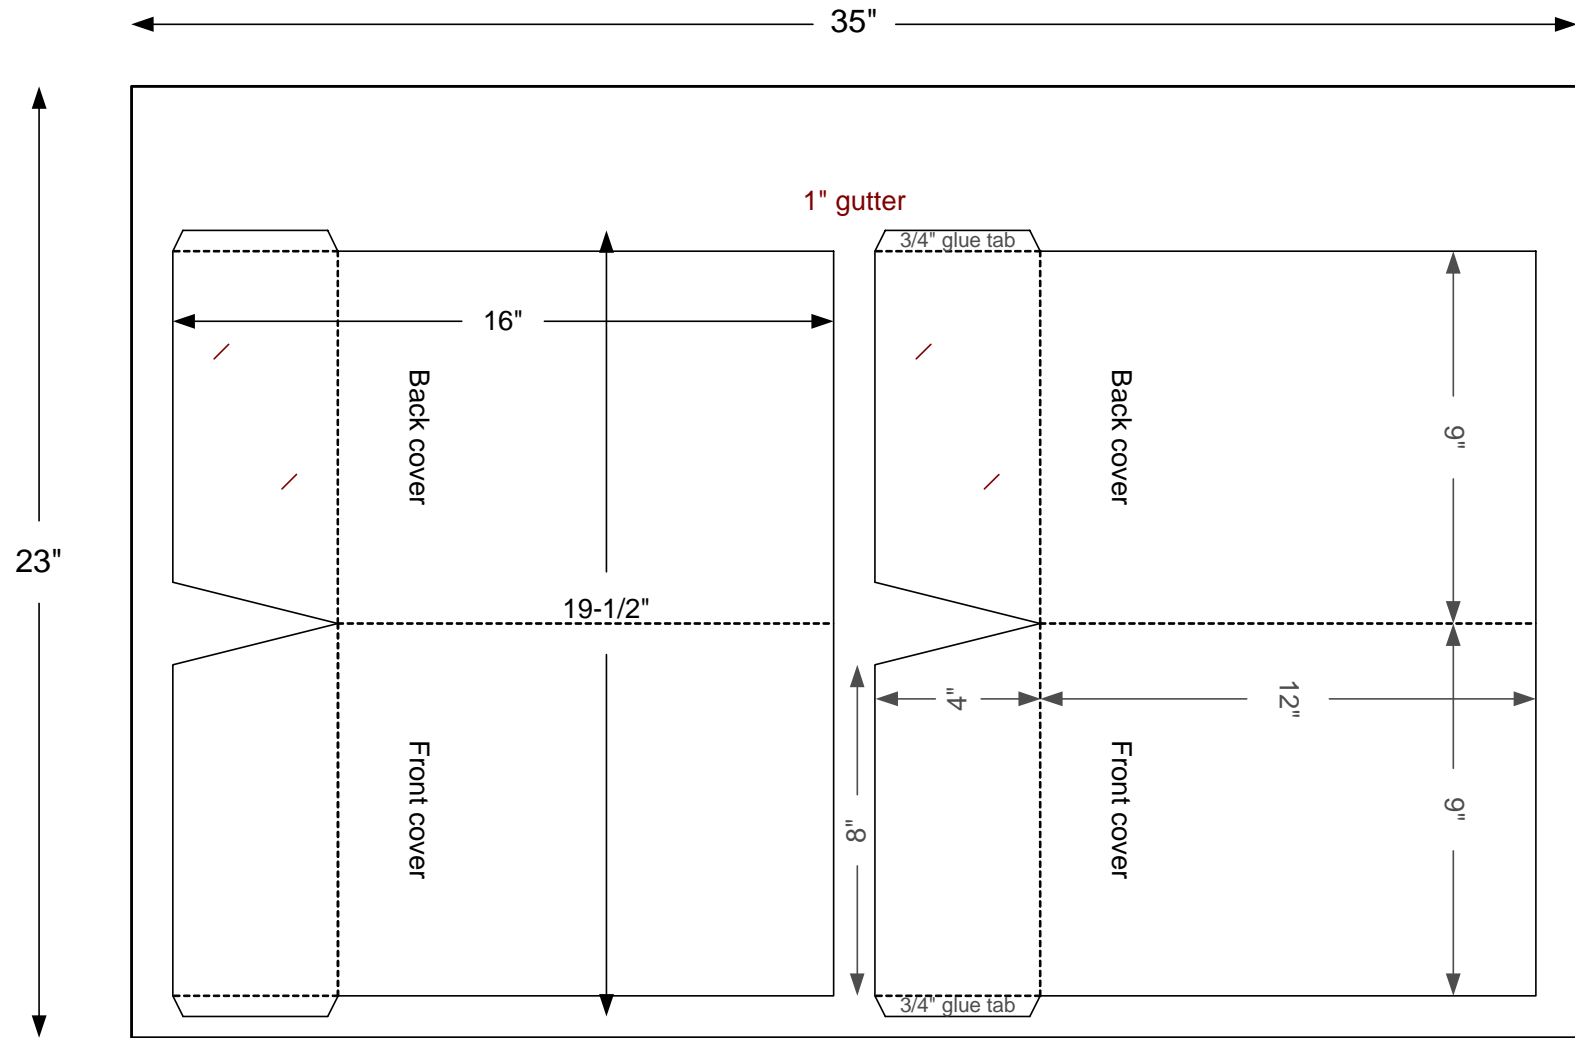 35"
1" gutter
3/4" glue tab
16"
Back cover
Back cover
9"
23"
19-1/2"
4"
12"
8"
Front cover
Front cover
9"
3/4" glue tab